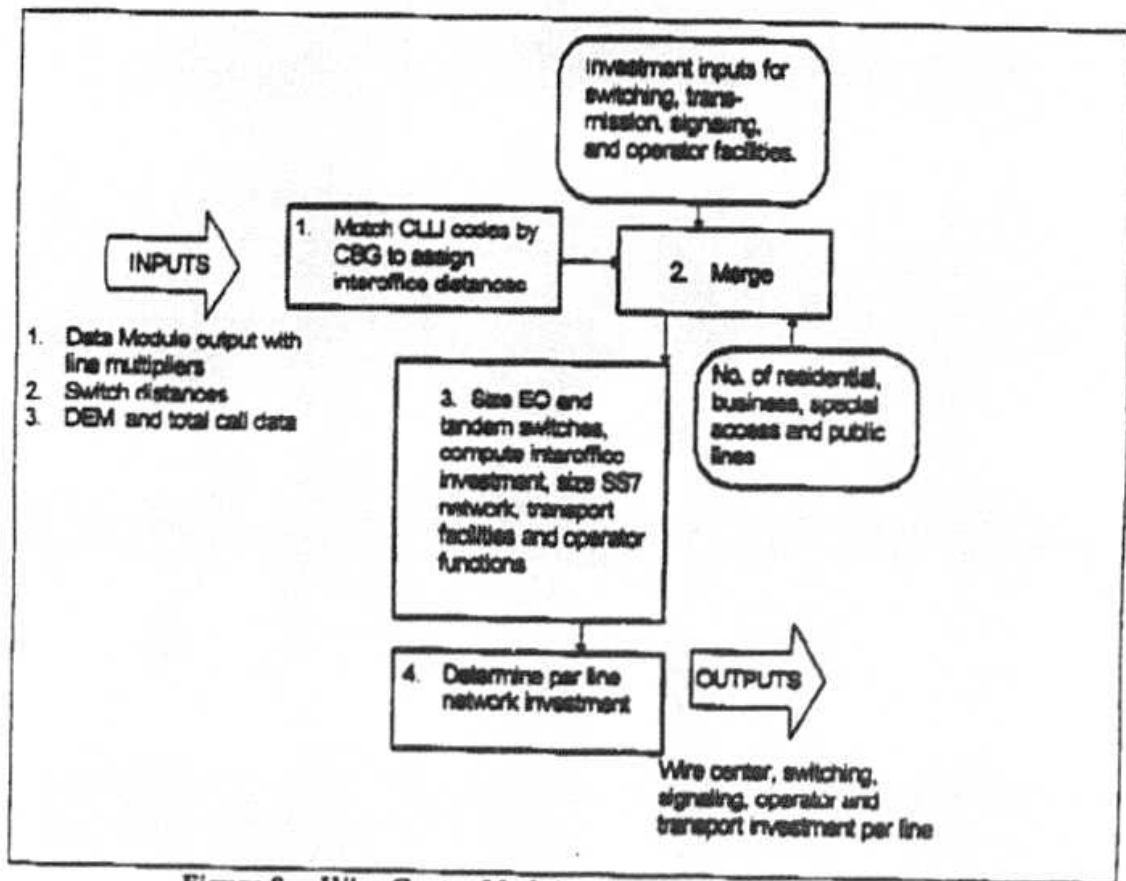 Investment inputs for
switching, trans-
mission, signaling,
and operator facilities.
INPUTS
1. Match CLLI codes by
CBG to assign
interoffice distances
2. Merge
1. Data Module output with
line multipliers
2. Switch distances
3. DEM and total call data
3. Size EO and
tandem switches,
compute interoffice
investment, size SS7
network, transport
facilities and operator
functions
No. of residential,
business, special
access and public
lines
4. Determine per line
network investment
OUTPUTS
Wire center, switching,
signaling, operator and
transport investment per line